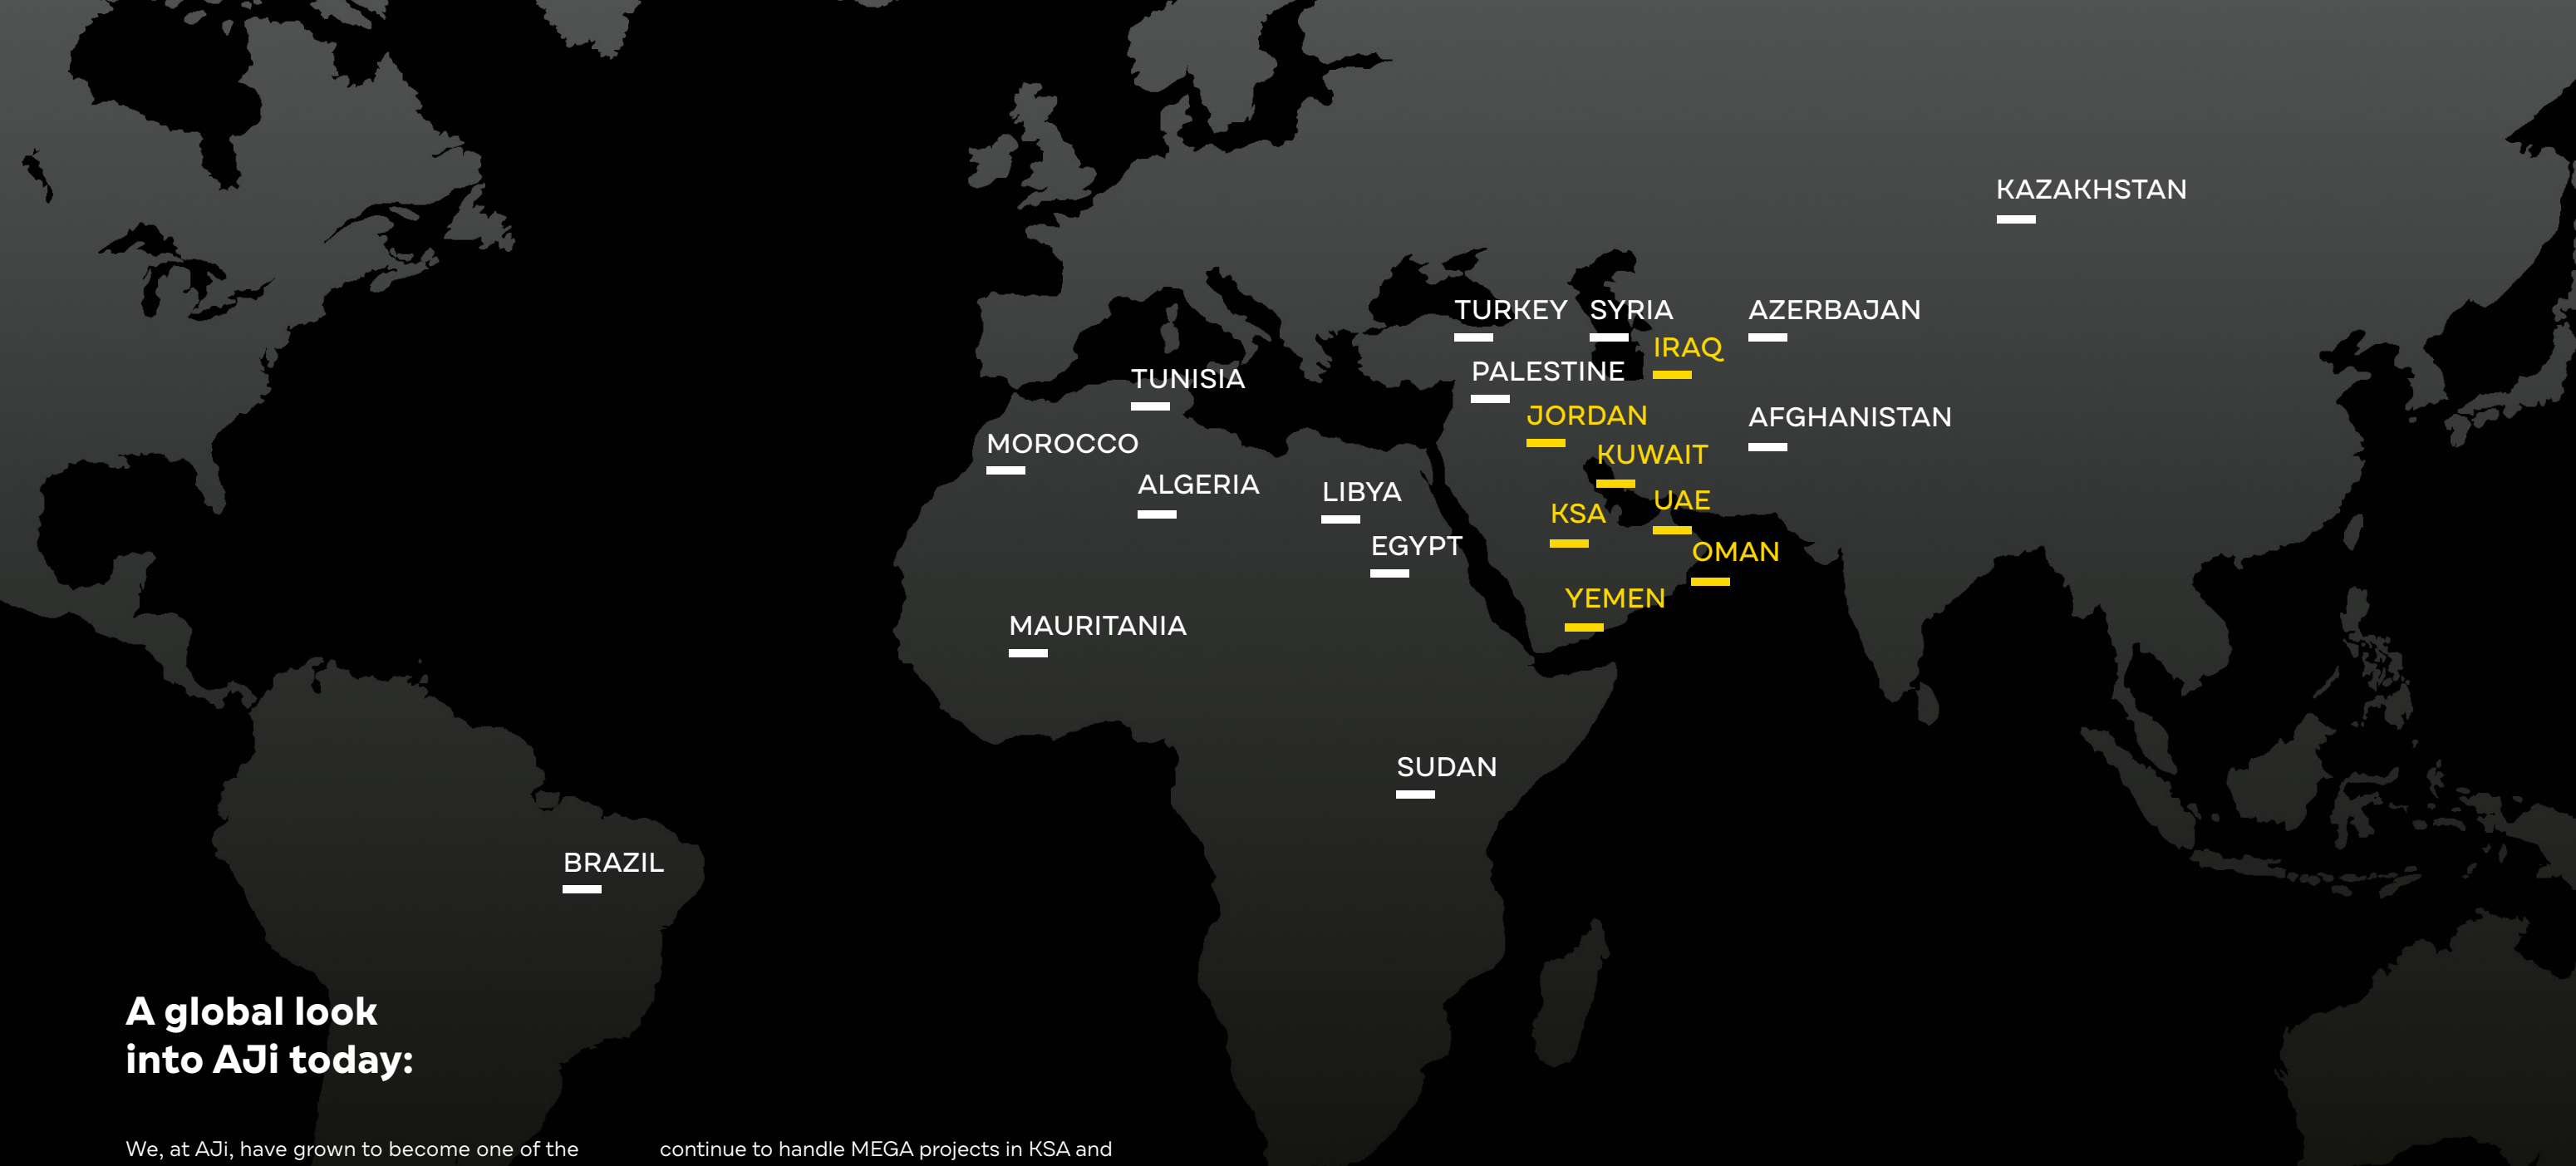 KAZAKHSTAN
TURKEY
SYRIA
AZERBAJAN
IRAQ
PALESTINE
TUNISIA
JORDAN
AFGHANISTAN
MOROCCO
KUWAIT
ALGERIA
LIBYA
UAE
KSA
EGYPT
OMAN
YEMEN
MAURITANIA
SUDAN
BRAZIL
A global look
into AJi today:
We, at AJi, have grown to become one of the
continue to handle MEGA projects in KSA and